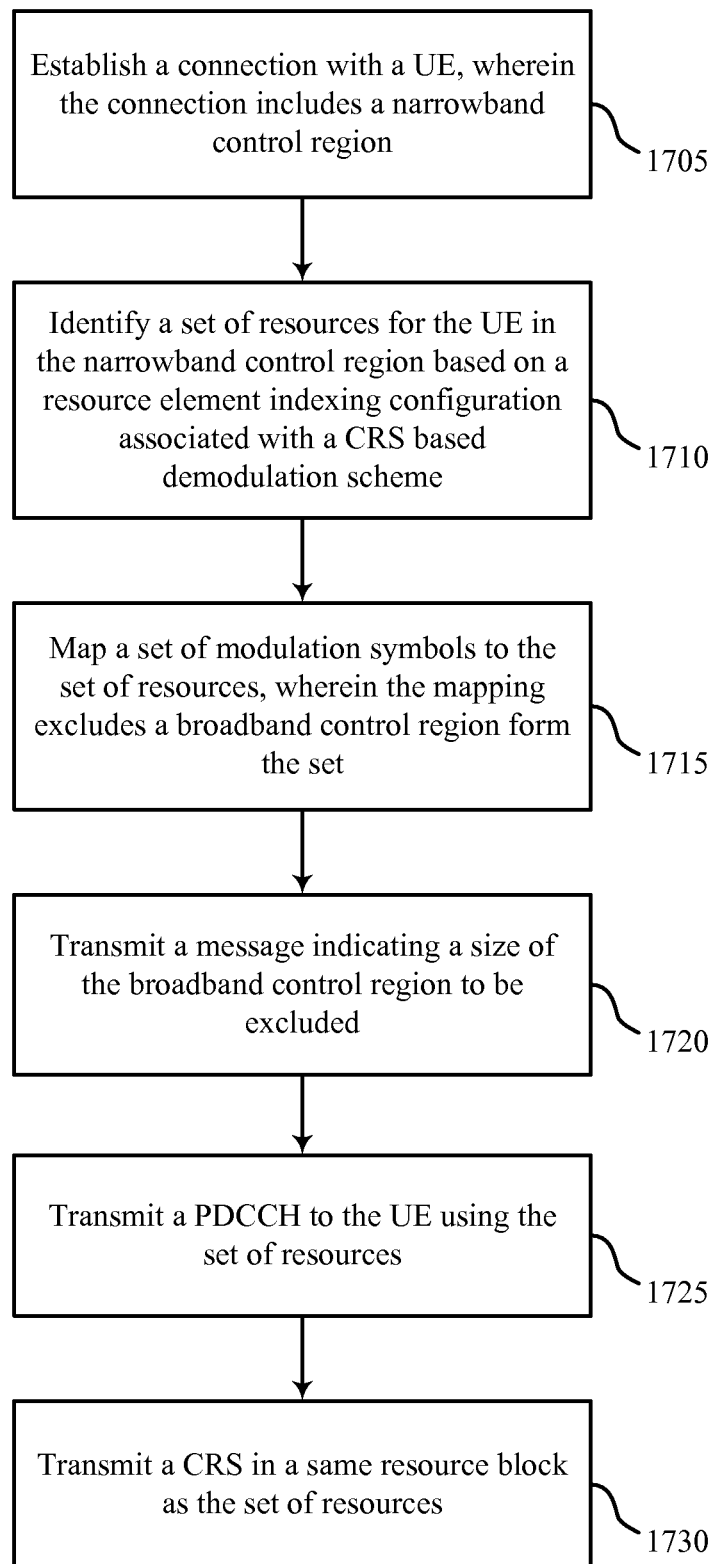 Establish a connection with a UE, wherein
the connection includes a narrowband
control region
1705
Identify a set of resources for the UE in
the narrowband control region based on a
resource element indexing configuration
associated with a CRS based
demodulation scheme
1710
Map a set of modulation symbols to the
set of resources, wherein the mapping
excludes a broadband control region form
the set
1715
Transmit a message indicating a size of
the broadband control region to be
excluded
1720
Transmit a PDCCH to the UE using the
set of resources
1725
Transmit a CRS in a same resource block
as the set of resources
1730